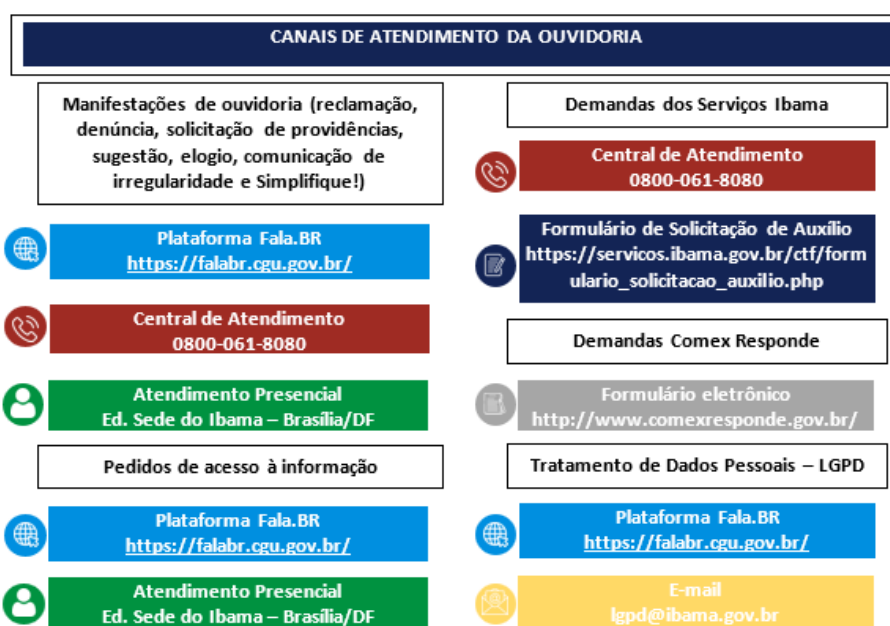 CANAIS DE ATENDIMENTO DA OUVIDORIA
Manifestações de ouvidoria (reclamação,
denúncia, solicitação de providências,
sugestão, elogio, comunicação de
irregularidade e Simplifique!)
Plataforma Fala.BR
https://falabr.cgu.gov.br/
Central de Atendimento
0800-061-8080
Atendimento Presencial
Ed. Sede do Ibama – Brasília/DF
Pedidos de acesso à informação
Plataforma Fala.BR
https://falabr.cgu.gov.br/
Atendimento Presencial
Ed. Sede do Ibama – Brasília/DF
Demandas dos Serviços Ibama
Central de Atendimento
0800-061-8080
Formulário de Solicitação de Auxílio
https://servicos.ibama.gov.br/ctf/form
ulario_solicitacao_auxilio.php
Demandas Comex Responde
Formulário eletrônico
http://www.comexresponde.gov.br/
Tratamento de Dados Pessoais – LGPD
Plataforma Fala.BR
https://falabr.cgu.gov.br/
E-mail
lgpd@ibama.gov.br